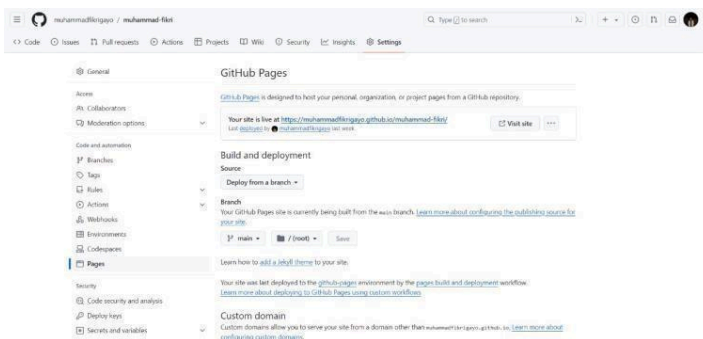 muhammadfikrigayo / muhammad-fikri
Type / to search
Code Issues Pull requests Actions Projects Wiki Security Insights Settings
General
Access
Collaborators
Moderation options
Code and automation
Branches
Tags
Rules
Actions
Webhooks
Environments
Codespaces
Pages
Security
Code security and analysis
Deploy keys
Secrets and variables
GitHub Pages
GitHub Pages is designed to host your personal, organization, or project pages from a GitHub repository.
Your site is live at https://muhammadfikrigayo.github.io/muhammad-fikri/
Last deployed by muhammadfikrigayo last week
Visit site
Build and deployment
Source
Deploy from a branch
Branch
Your GitHub Pages site is currently being built from the main branch. Learn more about configuring the publishing source for
your site.
main
/ (root)
Save
Learn how to add a Jekyll theme to your site.
Your site was last deployed to the github-pages environment by the pages build and deployment workflow.
Learn more about deploying to GitHub Pages using custom workflows
Custom domain
Custom domains allow you to serve your site from a domain other than muhammadfikrigayo.github.io. Learn more about
configuring custom domains.